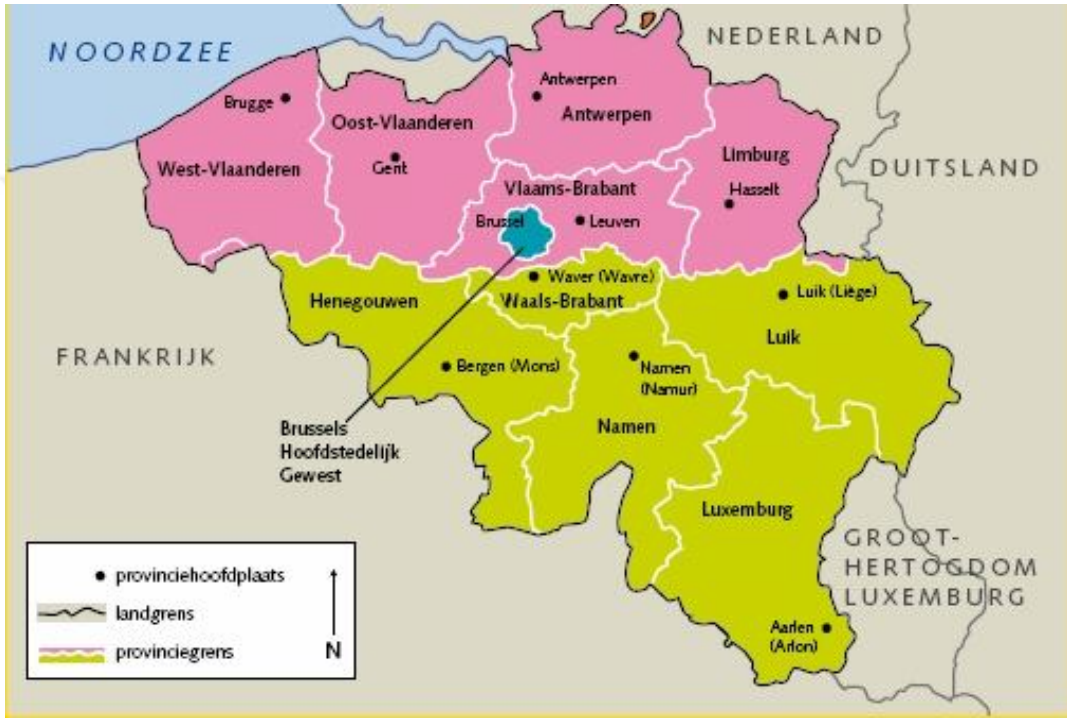 NOORDZEE
NEDERLAND
Antwerpen
Brugge
Oost-Vlaanderen
Antwerpen
West-Vlaanderen
Gent
Limburg
DUITSLAND
Vlaams-Brabant
Hasselt
Brussel
Leuven
Waver (Wavre)
Henegouwen
Waals-Brabant
Luik (Liège)
Luik
FRANKRIJK
Bergen (Mons)
Namen
(Namur)
Namen
Brussels
Hoofdstedelijk
Gewest
Luxemburg
GROOT-
HERTOGDOM
LUXEMBURG
provinciehoofdplaats
landgrens
provinciegrens
N
Aarlen
(Arlon)